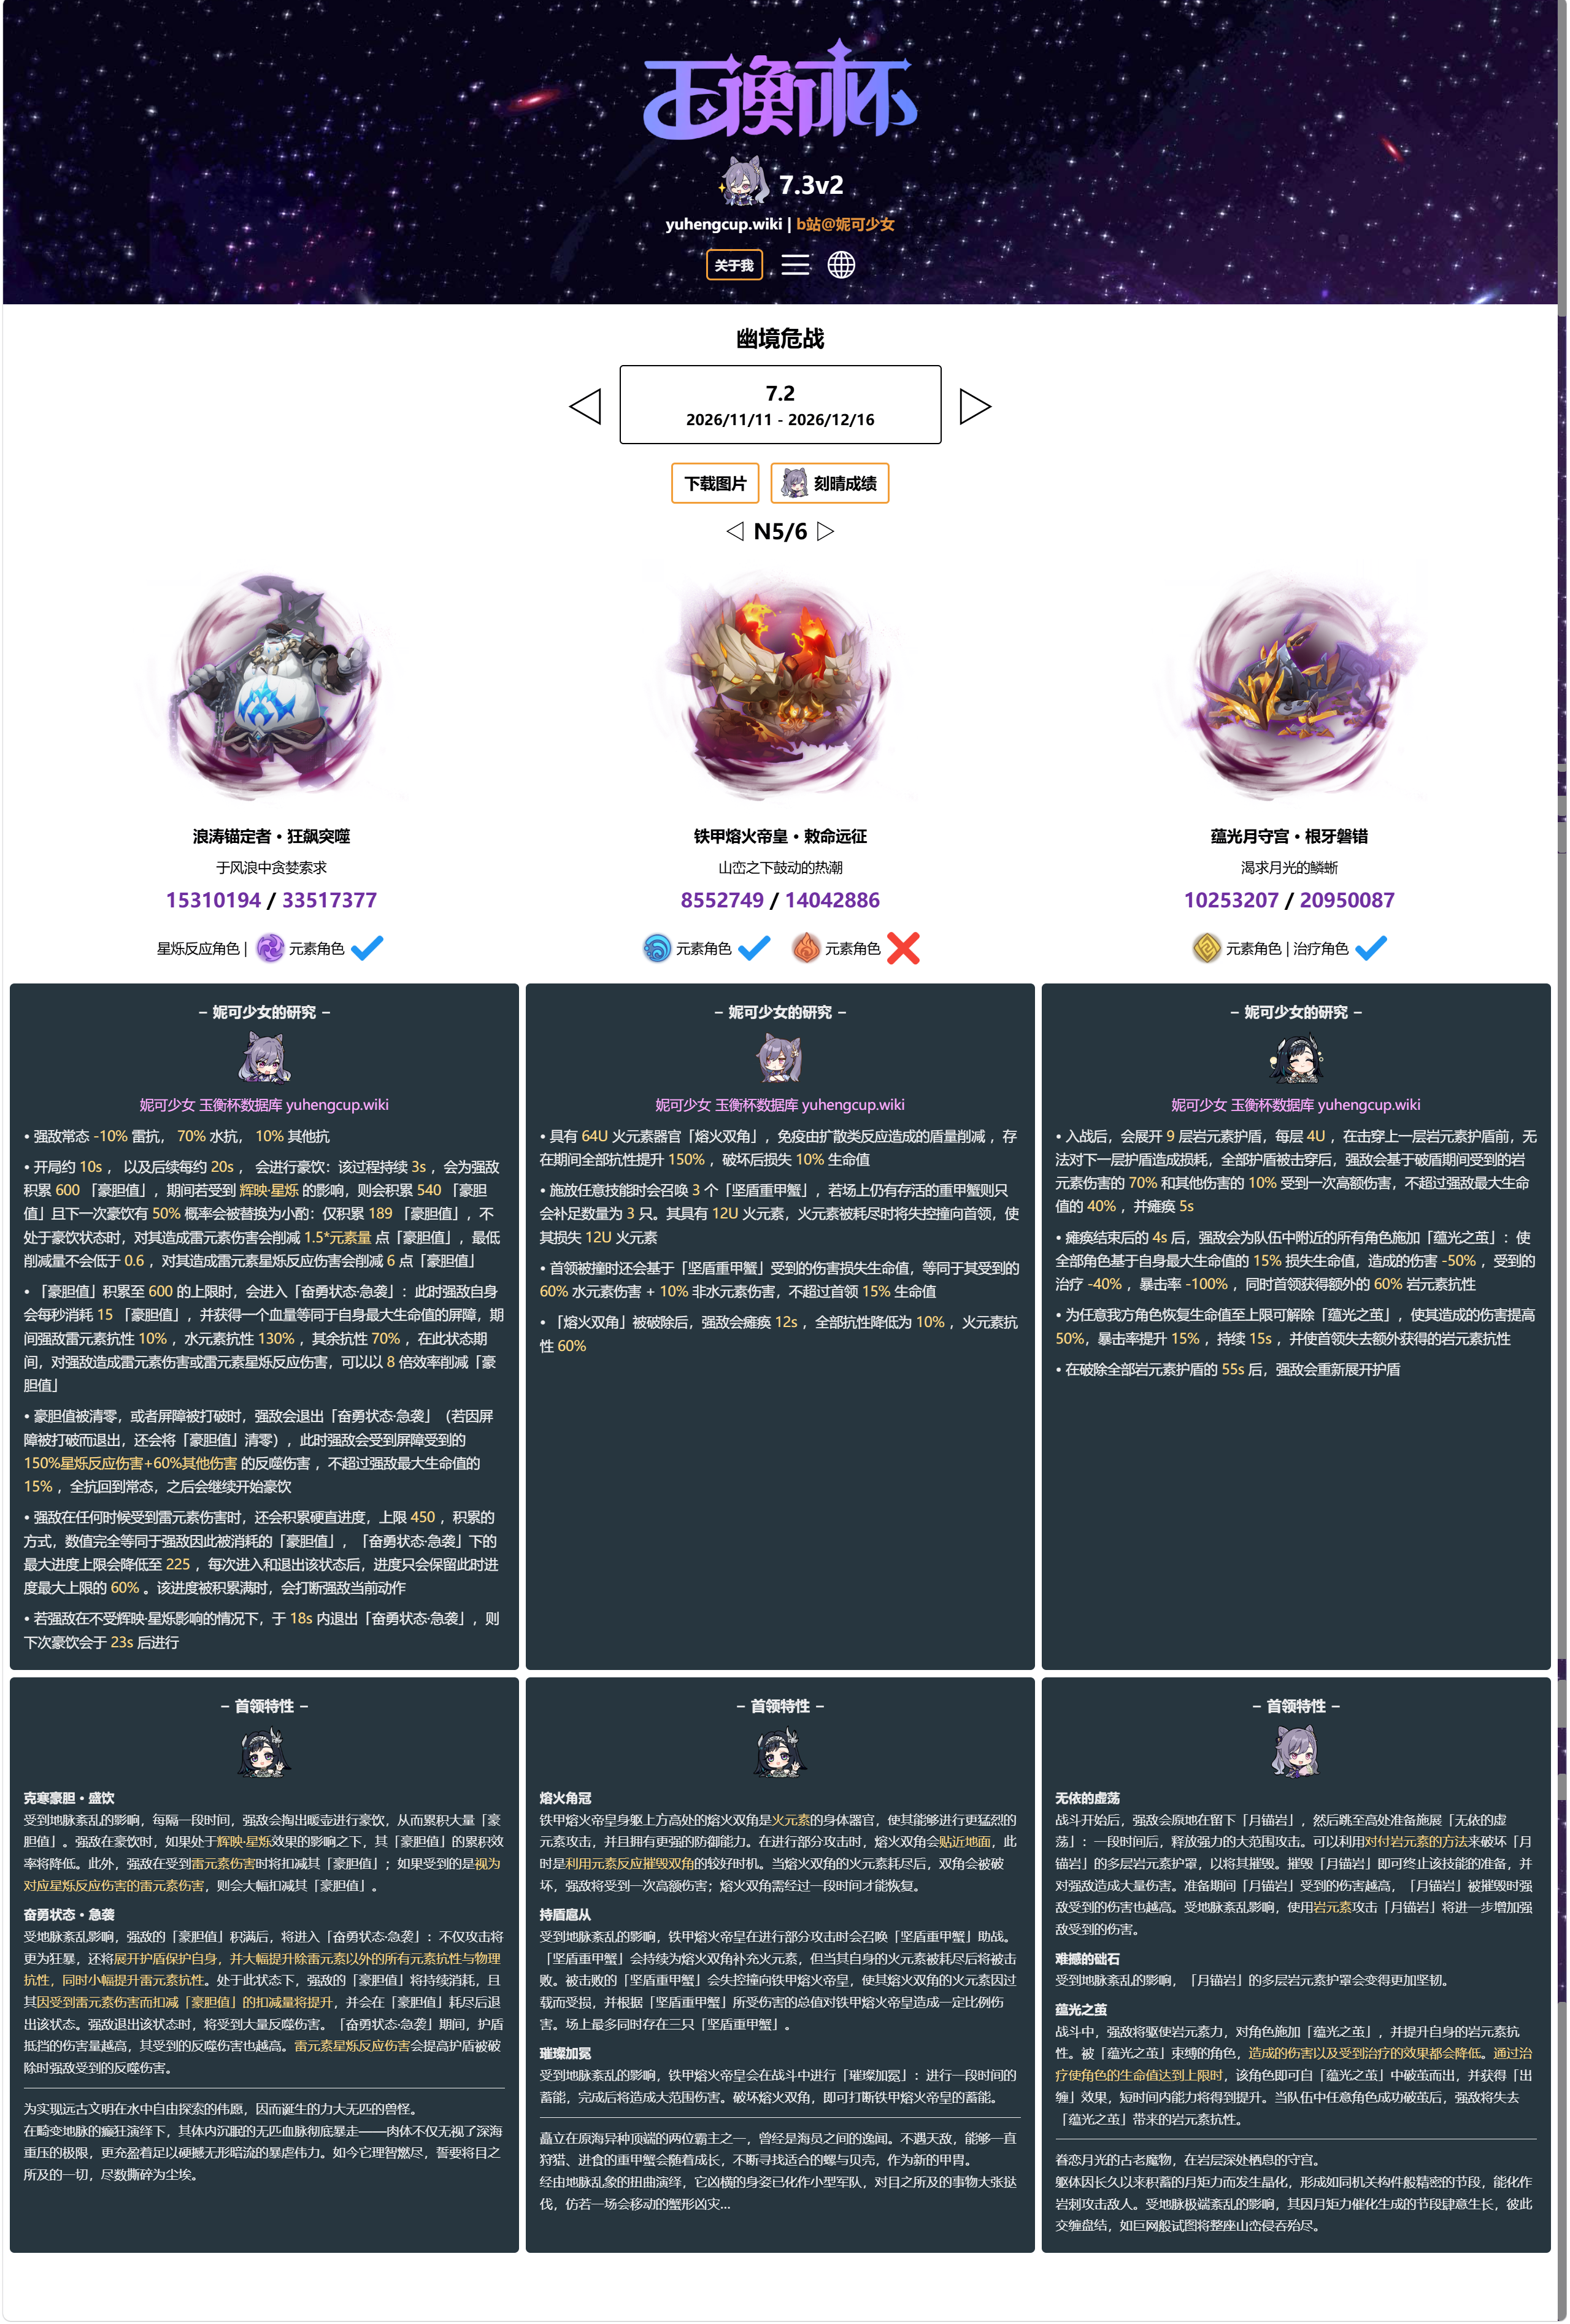 玉衡杯
7.3v2
yuhengcup.wiki | b站@妮可少女
关于我
幽境危战
7.2
2026/11/11 - 2026/12/16
下载图片
刻晴成绩
N5/6
浪涛锚定者・狂飙突噬
于风浪中贪婪索求
15310194 / 33517377
星烁反应角色 | 元素角色
铁甲熔火帝皇・敕命远征
山峦之下鼓动的热潮
8552749 / 14042886
元素角色 元素角色
蕴光月守宫・根牙磐错
渴求月光的鳞蜥
10253207 / 20950087
元素角色 | 治疗角色
– 妮可少女的研究 –
妮可少女 玉衡杯数据库 yuhengcup.wiki
• 强敌常态 -10% 雷抗， 70% 水抗， 10% 其他抗
• 开局约 10s ， 以及后续每约 20s ， 会进行豪饮：该过程持续 3s ，会为强敌
积累 600 「豪胆值」，期间若受到 辉映·星烁 的影响，则会积累 540 「豪胆
值」且下一次豪饮有 50% 概率会被替换为小酌：仅积累 189 「豪胆值」，不
处于豪饮状态时，对其造成雷元素伤害会削减 1.5*元素量 点「豪胆值」，最低
削减量不会低于 0.6 ，对其造成雷元素星烁反应伤害会削减 6 点「豪胆值」
• 「豪胆值」积累至 600 的上限时，会进入「奋勇状态·急袭」：此时强敌自身
会每秒消耗 15 「豪胆值」，并获得一个血量等同于自身最大生命值的屏障，期
间强敌雷元素抗性 10% ，水元素抗性 130% ，其余抗性 70% ，在此状态期
间，对强敌造成雷元素伤害或雷元素星烁反应伤害，可以以 8 倍效率削减「豪
胆值」
• 豪胆值被清零，或者屏障被打破时，强敌会退出「奋勇状态·急袭」（若因屏
障被打破而退出，还会将「豪胆值」清零），此时强敌会受到屏障受到的
150%星烁反应伤害+60%其他伤害 的反噬伤害 ，不超过强敌最大生命值的
15% ，全抗回到常态，之后会继续开始豪饮
• 强敌在任何时候受到雷元素伤害时，还会积累硬直进度，上限 450 ，积累的
方式，数值完全等同于强敌因此被消耗的「豪胆值」，「奋勇状态·急袭」下的
最大进度上限会降低至 225 ，每次进入和退出该状态后，进度只会保留此时进
度最大上限的 60% 。该进度被积累满时，会打断强敌当前动作
• 若强敌在不受辉映·星烁影响的情况下，于 18s 内退出「奋勇状态·急袭」，则
下次豪饮会于 23s 后进行
– 妮可少女的研究 –
妮可少女 玉衡杯数据库 yuhengcup.wiki
• 具有 64U 火元素器官「熔火双角」，免疫由扩散类反应造成的盾量削减 ，存
在期间全部抗性提升 150% ，破坏后损失 10% 生命值
• 施放任意技能时会召唤 3 个「坚盾重甲蟹」，若场上仍有存活的重甲蟹则只
会补足数量为 3 只。其具有 12U 火元素，火元素被耗尽时将失控撞向首领，使
其损失 12U 火元素
• 首领被撞时还会基于「坚盾重甲蟹」受到的伤害损失生命值，等同于其受到的
60% 水元素伤害 + 10% 非水元素伤害，不超过首领 15% 生命值
• 「熔火双角」被破除后，强敌会瘫痪 12s ，全部抗性降低为 10% ，火元素抗
性 60%
– 妮可少女的研究 –
妮可少女 玉衡杯数据库 yuhengcup.wiki
• 入战后，会展开 9 层岩元素护盾，每层 4U ，在击穿上一层岩元素护盾前，无
法对下一层护盾造成损耗，全部护盾被击穿后，强敌会基于破盾期间受到的岩
元素伤害的 70% 和其他伤害的 10% 受到一次高额伤害，不超过强敌最大生命
值的 40% ，并瘫痪 5s
• 瘫痪结束后的 4s 后，强敌会为队伍中附近的所有角色施加「蕴光之茧」：使
全部角色基于自身最大生命值的 15% 损失生命值，造成的伤害 -50% ，受到的
治疗 -40% ，暴击率 -100% ，同时首领获得额外的 60% 岩元素抗性
• 为任意我方角色恢复生命值至上限可解除「蕴光之茧」，使其造成的伤害提高
50%，暴击率提升 15% ，持续 15s ，并使首领失去额外获得的岩元素抗性
• 在破除全部岩元素护盾的 55s 后，强敌会重新展开护盾
– 首领特性 –
克寒豪胆・盛饮
受到地脉紊乱的影响，每隔一段时间，强敌会掏出暖壶进行豪饮，从而累积大量「豪
胆值」。强敌在豪饮时，如果处于辉映·星烁效果的影响之下，其「豪胆值」的累积效
率将降低。此外，强敌在受到雷元素伤害时将扣减其「豪胆值」；如果受到的是视为
对应星烁反应伤害的雷元素伤害，则会大幅扣减其「豪胆值」。
奋勇状态・急袭
受地脉紊乱影响，强敌的「豪胆值」积满后，将进入「奋勇状态·急袭」：不仅攻击将
更为狂暴，还将展开护盾保护自身，并大幅提升除雷元素以外的所有元素抗性与物理
抗性，同时小幅提升雷元素抗性。处于此状态下，强敌的「豪胆值」将持续消耗，且
其因受到雷元素伤害而扣减「豪胆值」的扣减量将提升，并会在「豪胆值」耗尽后退
出该状态。强敌退出该状态时，将受到大量反噬伤害。「奋勇状态·急袭」期间，护盾
抵挡的伤害量越高，其受到的反噬伤害也越高。雷元素星烁反应伤害会提高护盾被破
除时强敌受到的反噬伤害。
为实现远古文明在水中自由探索的伟愿，因而诞生的力大无匹的兽怪。
在畸变地脉的癫狂演绎下，其体内沉眠的无匹血脉彻底暴走——肉体不仅无视了深海
重压的极限，更充盈着足以硬撼无形暗流的暴虐伟力。如今它理智燃尽，誓要将目之
所及的一切，尽数撕碎为尘埃。
– 首领特性 –
熔火角冠
铁甲熔火帝皇身躯上方高处的熔火双角是火元素的身体器官，使其能够进行更猛烈的
元素攻击，并且拥有更强的防御能力。在进行部分攻击时，熔火双角会贴近地面，此
时是利用元素反应摧毁双角的较好时机。当熔火双角的火元素耗尽后，双角会被破
坏，强敌将受到一次高额伤害；熔火双角需经过一段时间才能恢复。
持盾扈从
受到地脉紊乱的影响，铁甲熔火帝皇在进行部分攻击时会召唤「坚盾重甲蟹」助战。
「坚盾重甲蟹」会持续为熔火双角补充火元素，但当其自身的火元素被耗尽后将被击
败。被击败的「坚盾重甲蟹」会失控撞向铁甲熔火帝皇，使其熔火双角的火元素因过
载而受损，并根据「坚盾重甲蟹」所受伤害的总值对铁甲熔火帝皇造成一定比例伤
害。场上最多同时存在三只「坚盾重甲蟹」。
璀璨加冕
受到地脉紊乱的影响，铁甲熔火帝皇会在战斗中进行「璀璨加冕」：进行一段时间的
蓄能，完成后将造成大范围伤害。破坏熔火双角，即可打断铁甲熔火帝皇的蓄能。
矗立在原海异种顶端的两位霸主之一，曾经是海员之间的逸闻。不遇天敌，能够一直
狩猎、进食的重甲蟹会随着成长，不断寻找适合的螺与贝壳，作为新的甲胄。
经由地脉乱象的扭曲演绎，它凶横的身姿已化作小型军队，对目之所及的事物大张挞
伐，仿若一场会移动的蟹形凶灾…
– 首领特性 –
无依的虚荡
战斗开始后，强敌会原地在留下「月锚岩」，然后跳至高处准备施展「无依的虚
荡」：一段时间后，释放强力的大范围攻击。可以利用对付岩元素的方法来破坏「月
锚岩」的多层岩元素护罩，以将其摧毁。摧毁「月锚岩」即可终止该技能的准备，并
对强敌造成大量伤害。准备期间「月锚岩」受到的伤害越高，「月锚岩」被摧毁时强
敌受到的伤害也越高。受地脉紊乱影响，使用岩元素攻击「月锚岩」将进一步增加强
敌受到的伤害。
难撼的础石
受到地脉紊乱的影响，「月锚岩」的多层岩元素护罩会变得更加坚韧。
蕴光之茧
战斗中，强敌将驱使岩元素力，对角色施加「蕴光之茧」，并提升自身的岩元素抗
性。被「蕴光之茧」束缚的角色，造成的伤害以及受到治疗的效果都会降低。通过治
疗使角色的生命值达到上限时，该角色即可自「蕴光之茧」中破茧而出，并获得「出
缠」效果，短时间内能力将得到提升。当队伍中任意角色成功破茧后，强敌将失去
「蕴光之茧」带来的岩元素抗性。
眷恋月光的古老魔物，在岩层深处栖息的守宫。
躯体因长久以来积蓄的月矩力而发生晶化，形成如同机关构件般精密的节段，能化作
岩刺攻击敌人。受地脉极端紊乱的影响，其因月矩力催化生成的节段肆意生长，彼此
交缠盘结，如巨网般试图将整座山峦侵吞殆尽。